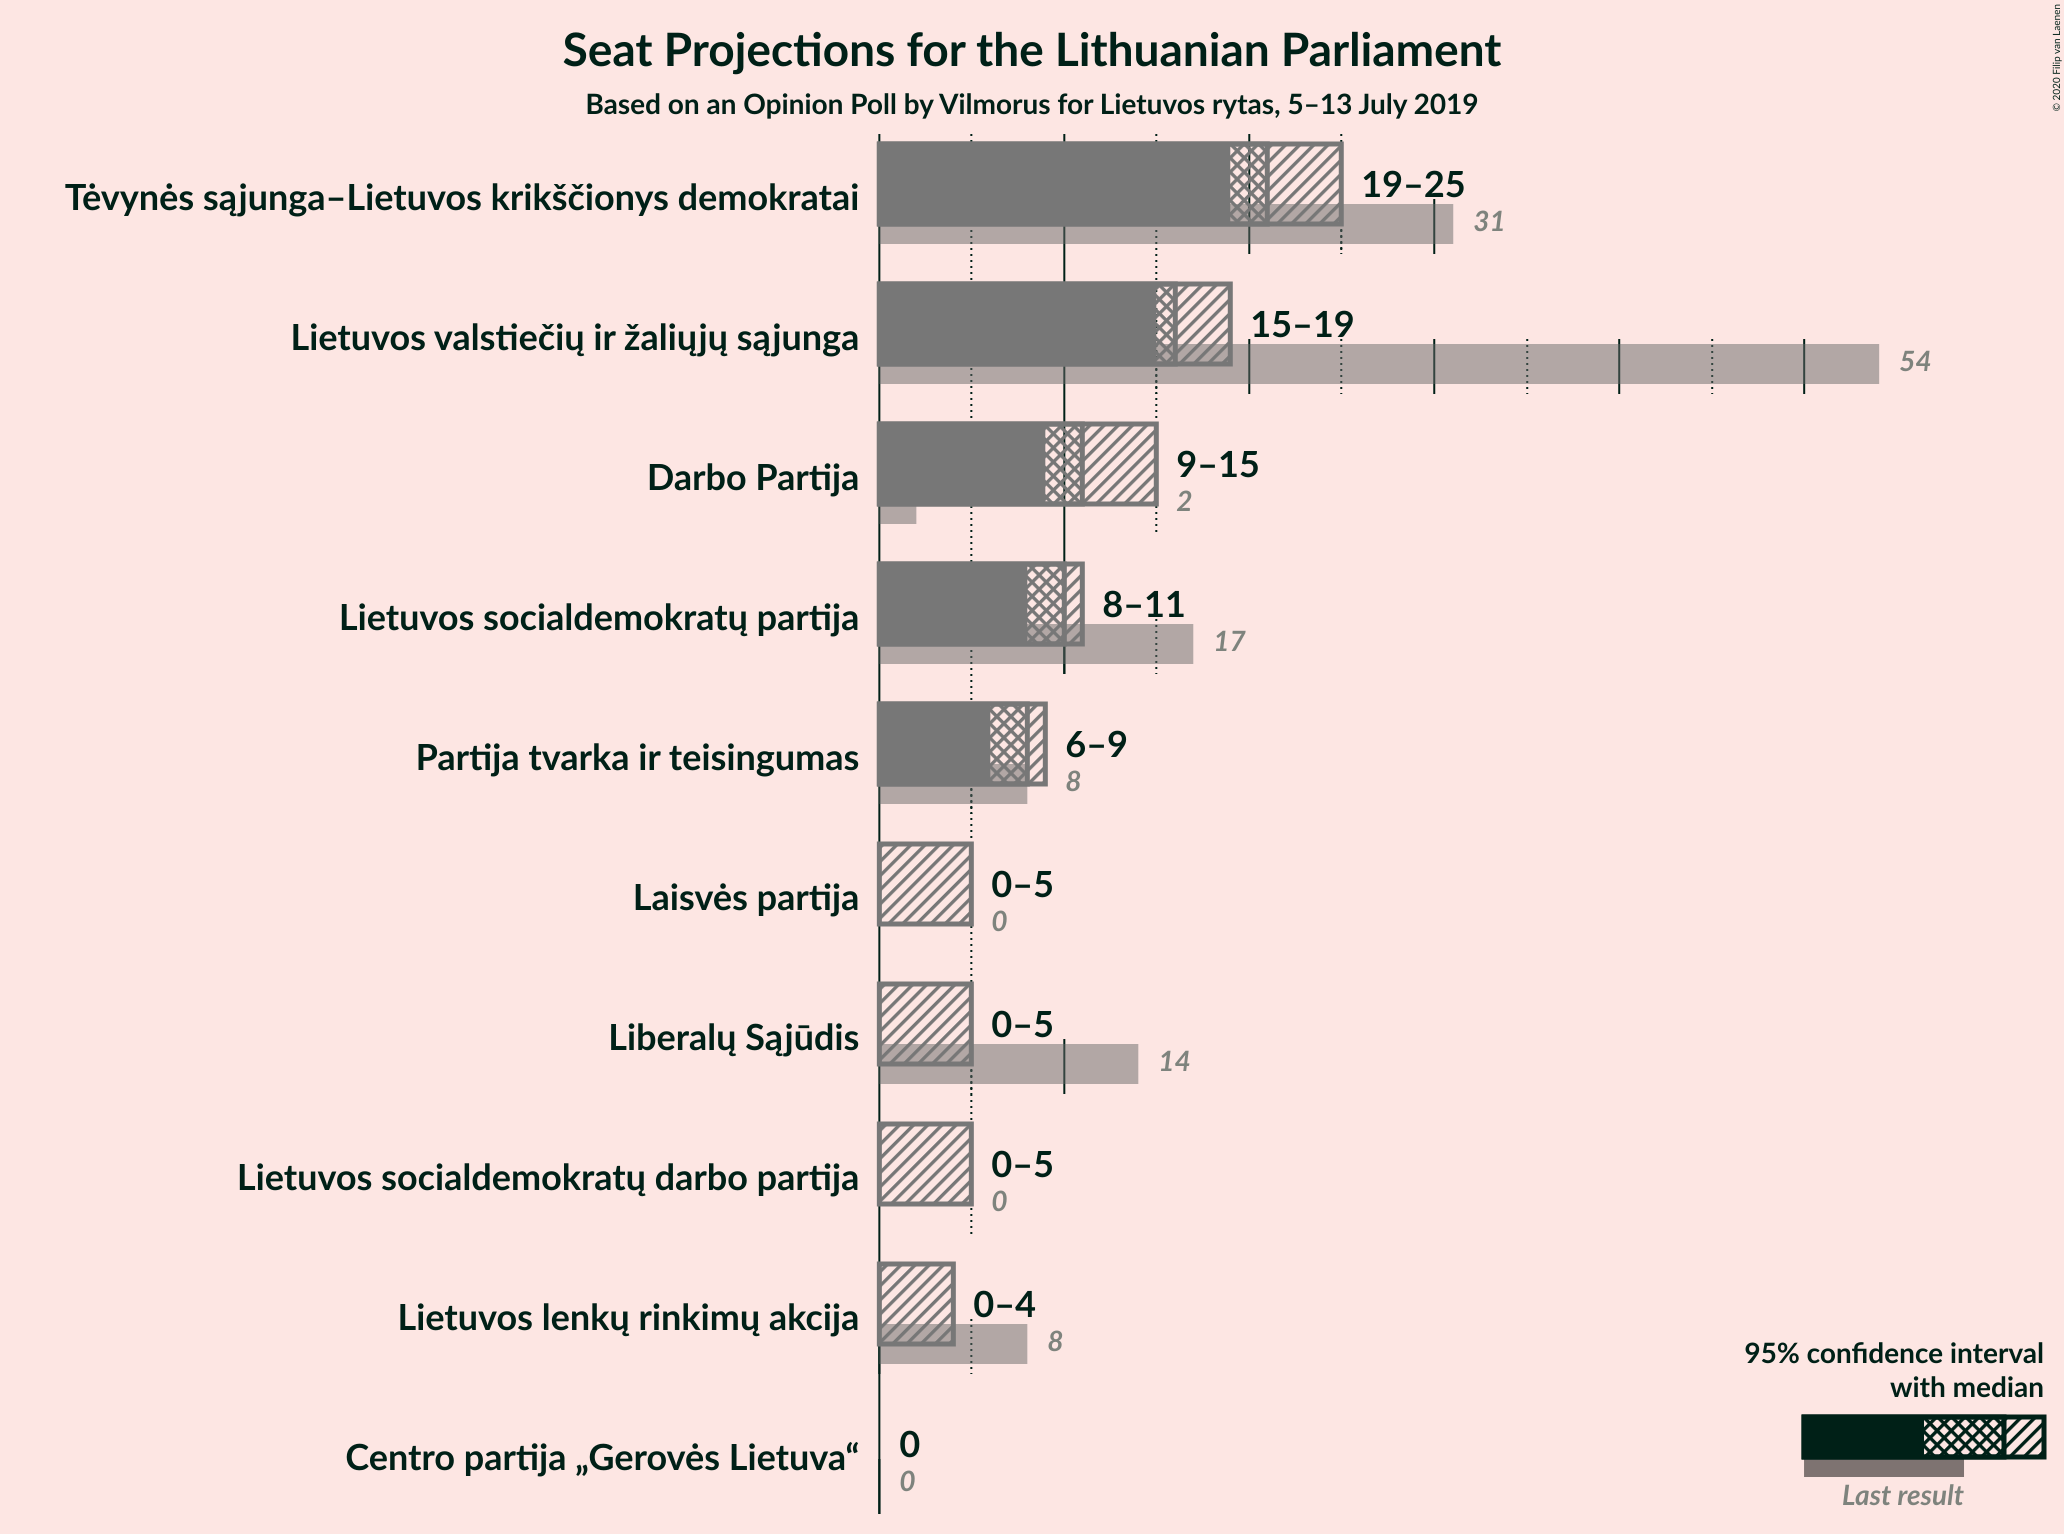 Seat Projections for the Lithuanian Parliament
Based on an Opinion Poll by Vilmorus for Lietuvos rytas, 5–13 July 2019
© 2020 Filip van Laenen
Tėvynės sąjunga–Lietuvos krikščionys demokratai
19–25
31
Lietuvos valstiečių ir žaliųjų sąjunga
15–19
54
Darbo Partija
9–15
2
Lietuvos socialdemokratų partija
8–11
17
Partija tvarka ir teisingumas
6–9
8
Laisvės partija
0–5
0
Liberalų Sąjūdis
0–5
14
Lietuvos socialdemokratų darbo partija
0–5
0
Lietuvos lenkų rinkimų akcija
0–4
8
Centro partija „Gerovės Lietuva“
0
0
95% confidence interval
with median
Last result